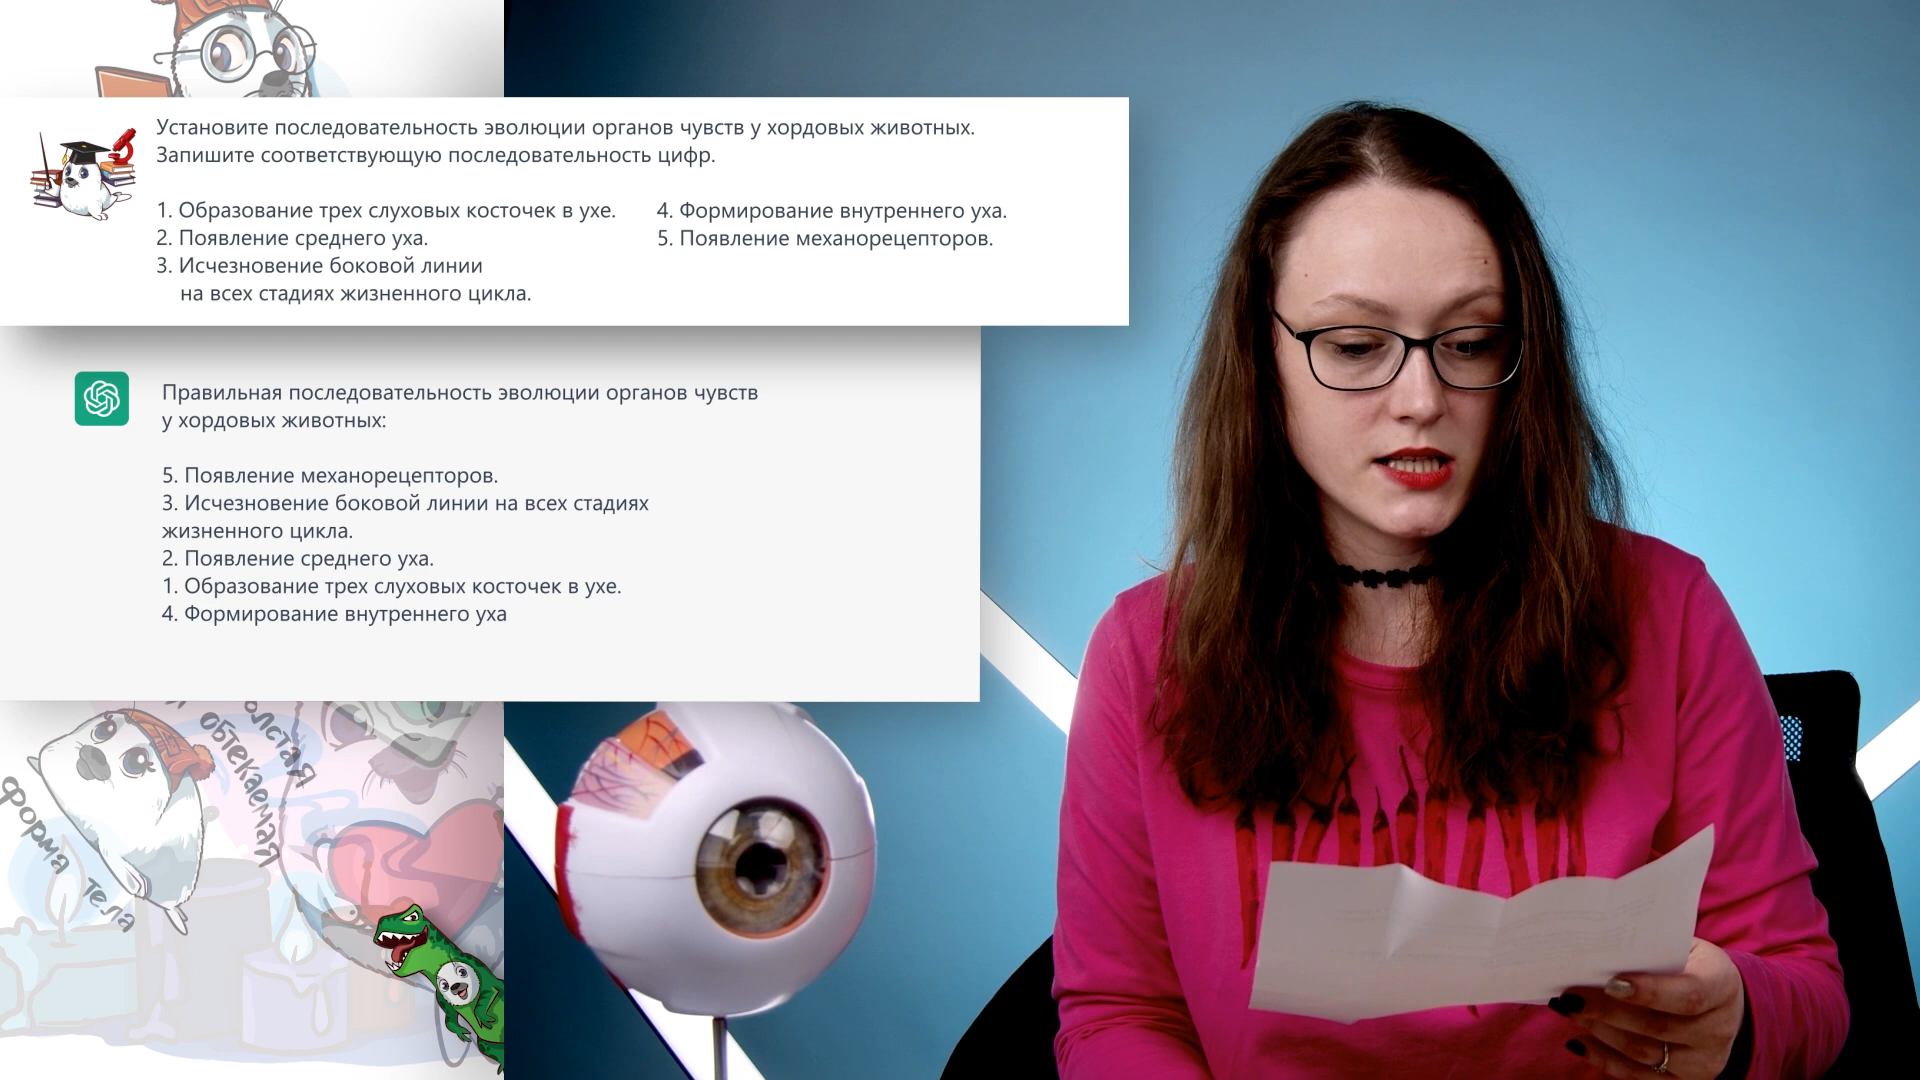 Установите последовательность эволюции органов чувств у хордовых животных.
Запишите соответствующую последовательность цифр.
1. Образование трех слуховых косточек в ухе.
2. Появление среднего уха.
3. Исчезновение боковой линии
на всех стадиях жизненного цикла.
4. Формирование внутреннего уха.
5. Появление механорецепторов.
Правильная последовательность эволюции органов чувств
у хордовых животных:
5. Появление механорецепторов.
3. Исчезновение боковой линии на всех стадиях
жизненного цикла.
2. Появление среднего уха.
1. Образование трех слуховых косточек в ухе.
4. Формирование внутреннего уха
обтекаемая
форма тела